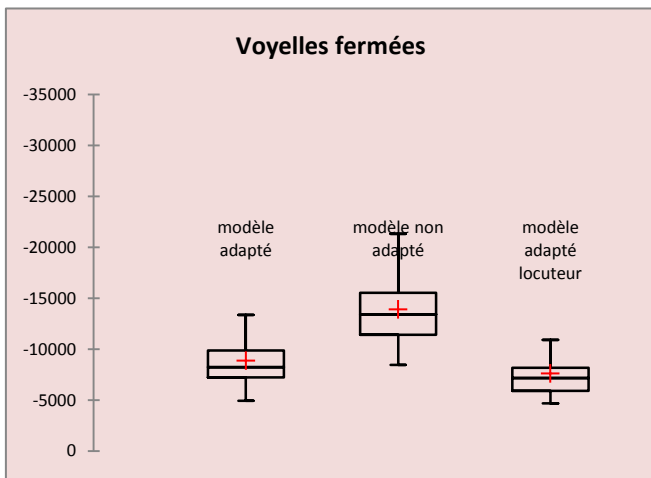 Voyelles fermées
-35000
-30000
-25000
-20000
-15000
-10000
-5000
0
modèle
adapté
modèle non
adapté
modèle
adapté
locuteur